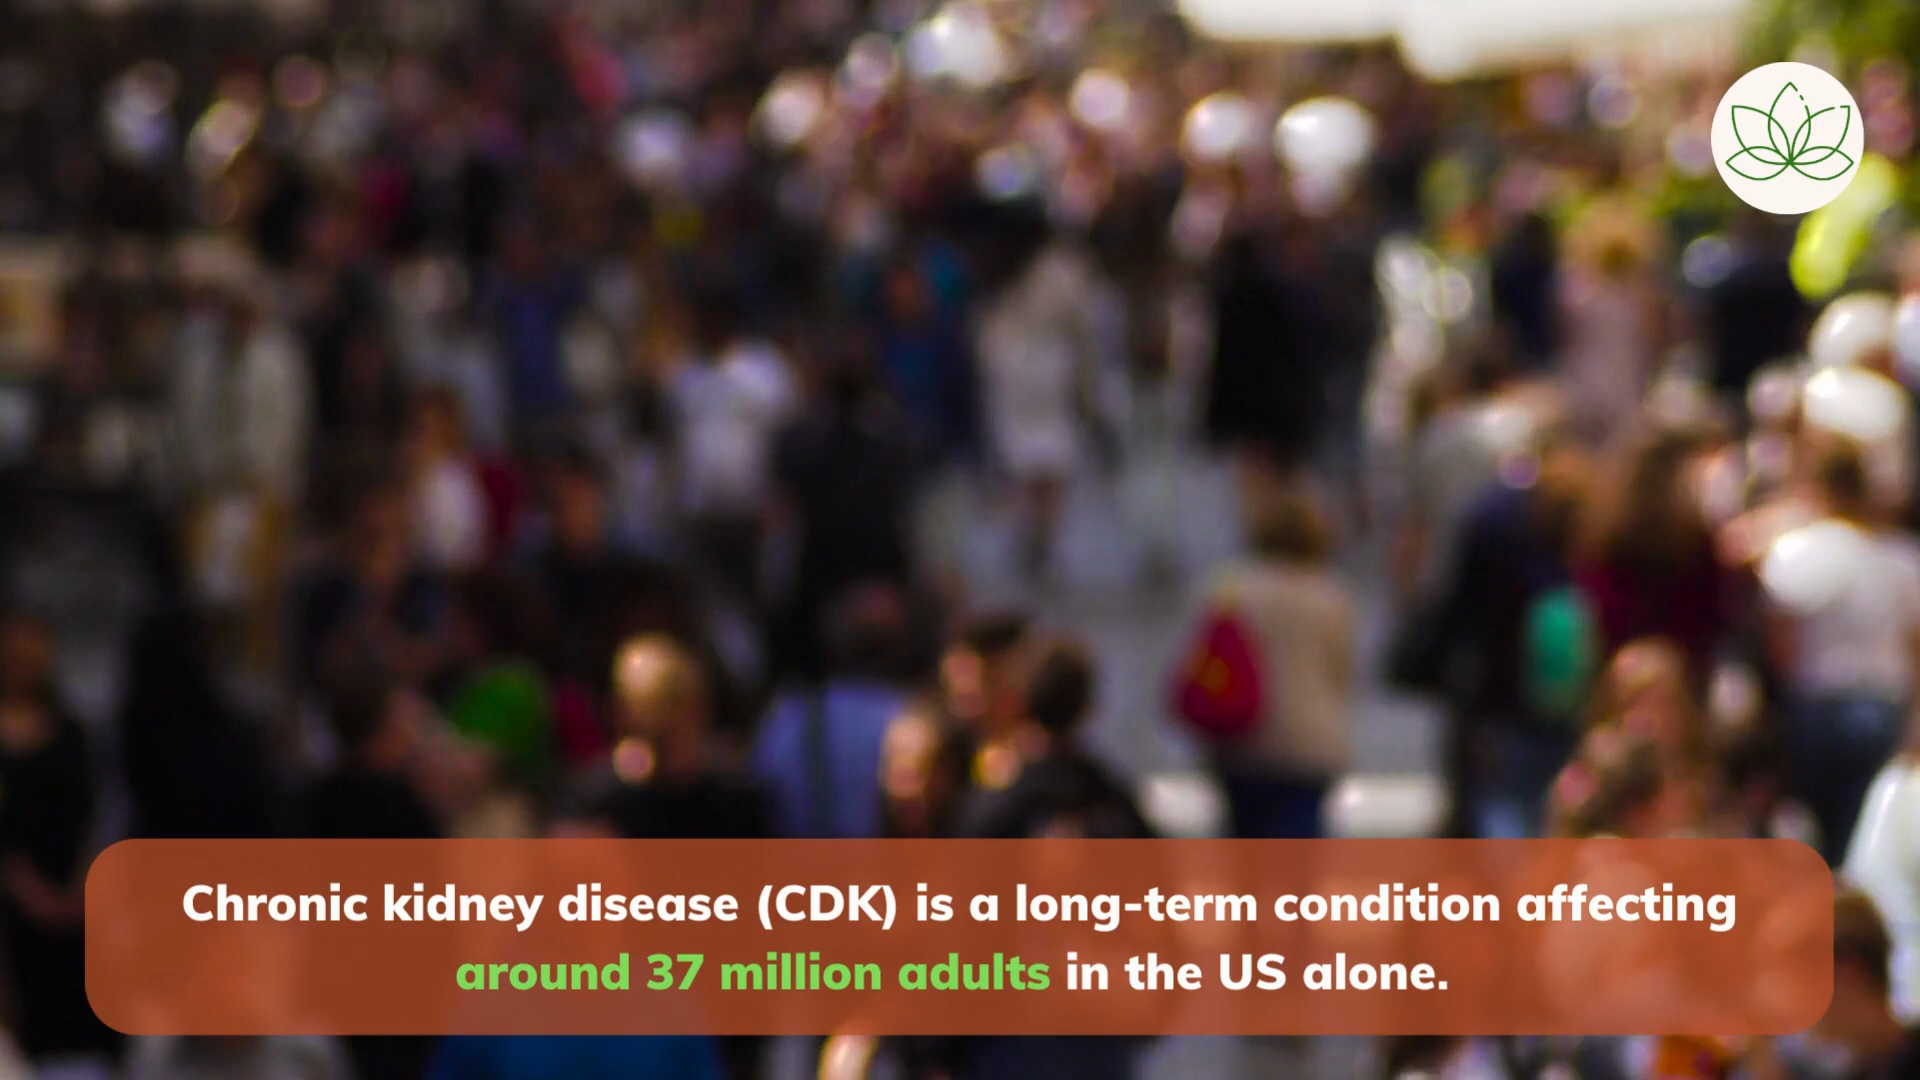 Chronic kidney disease (CDK) is a long-term condition affecting
around 37 million adults in the US alone.